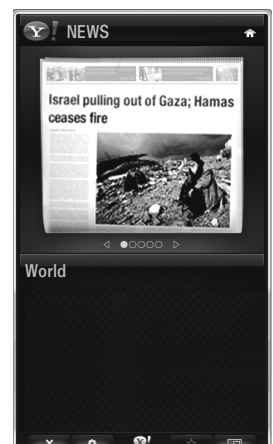 Y! NEWS
Israel pulling out of Gaza; Hamas
ceases fire
World
Y!